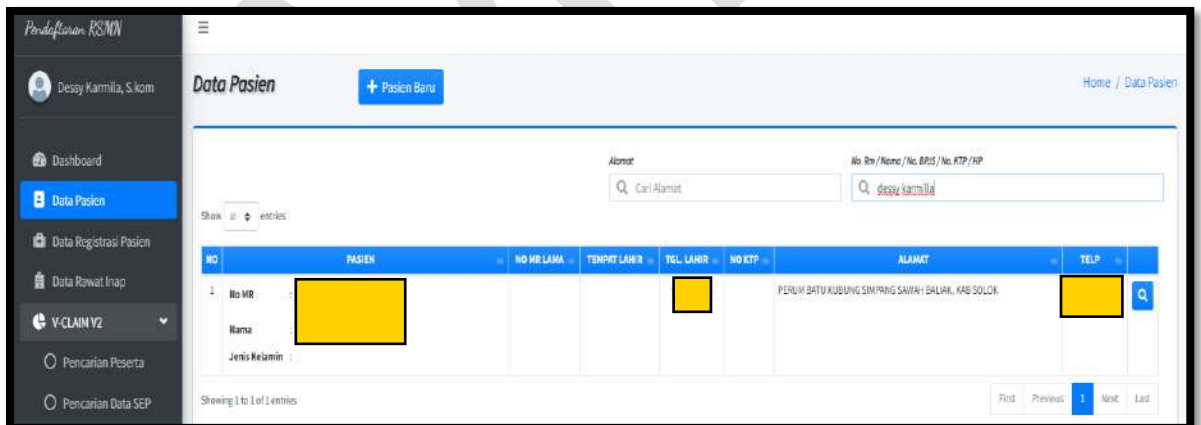 Pendaftaran RSMN
Dessy Karmilla, S.kom
Dashboard
Data Pasien
Data Registrasi Pasien
Data Rawat Inap
V-CLAIM V2
Pencarian Peserta
Pencarian Data SEP
Data Pasien
+ Pasien Baru
Home / Data Pasien
Alamat
No. Rm / Nama / No. BPJS / No. KTP / HP
Cari Alamat
dessy karmilla
Show entries
NO PASIEN NO MR LAMA TEMPAT LAHIR TGL. LAHIR NO KTP ALAMAT TELP
1 No MR : PERUM BATU KUBUNG SIMPANG SAWAH BALIAK, KAB SOLOK
Nama :
Jenis Kelamin :
Showing 1 to 1 of 1 entries
First Previous 1 Next Last